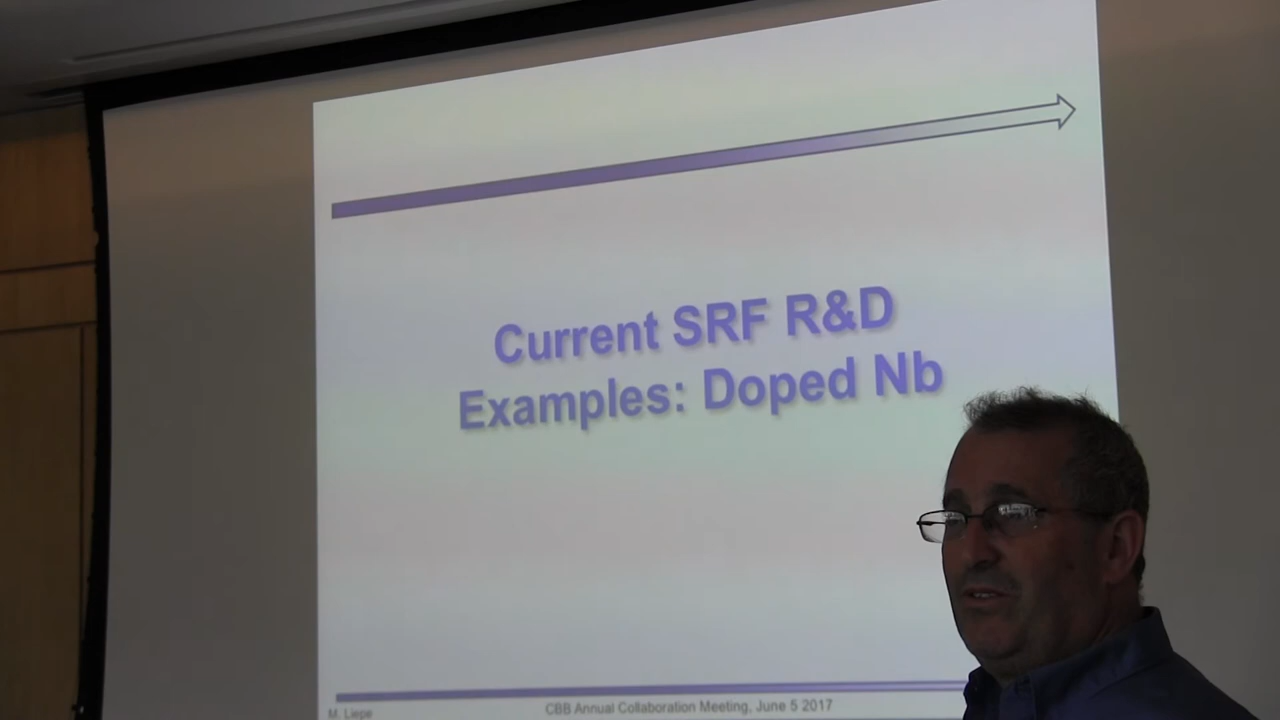 Current SRF R&D
Examples: Doped Nb
M. Liepe
CBB Annual Collaboration Meeting, June 5 2017